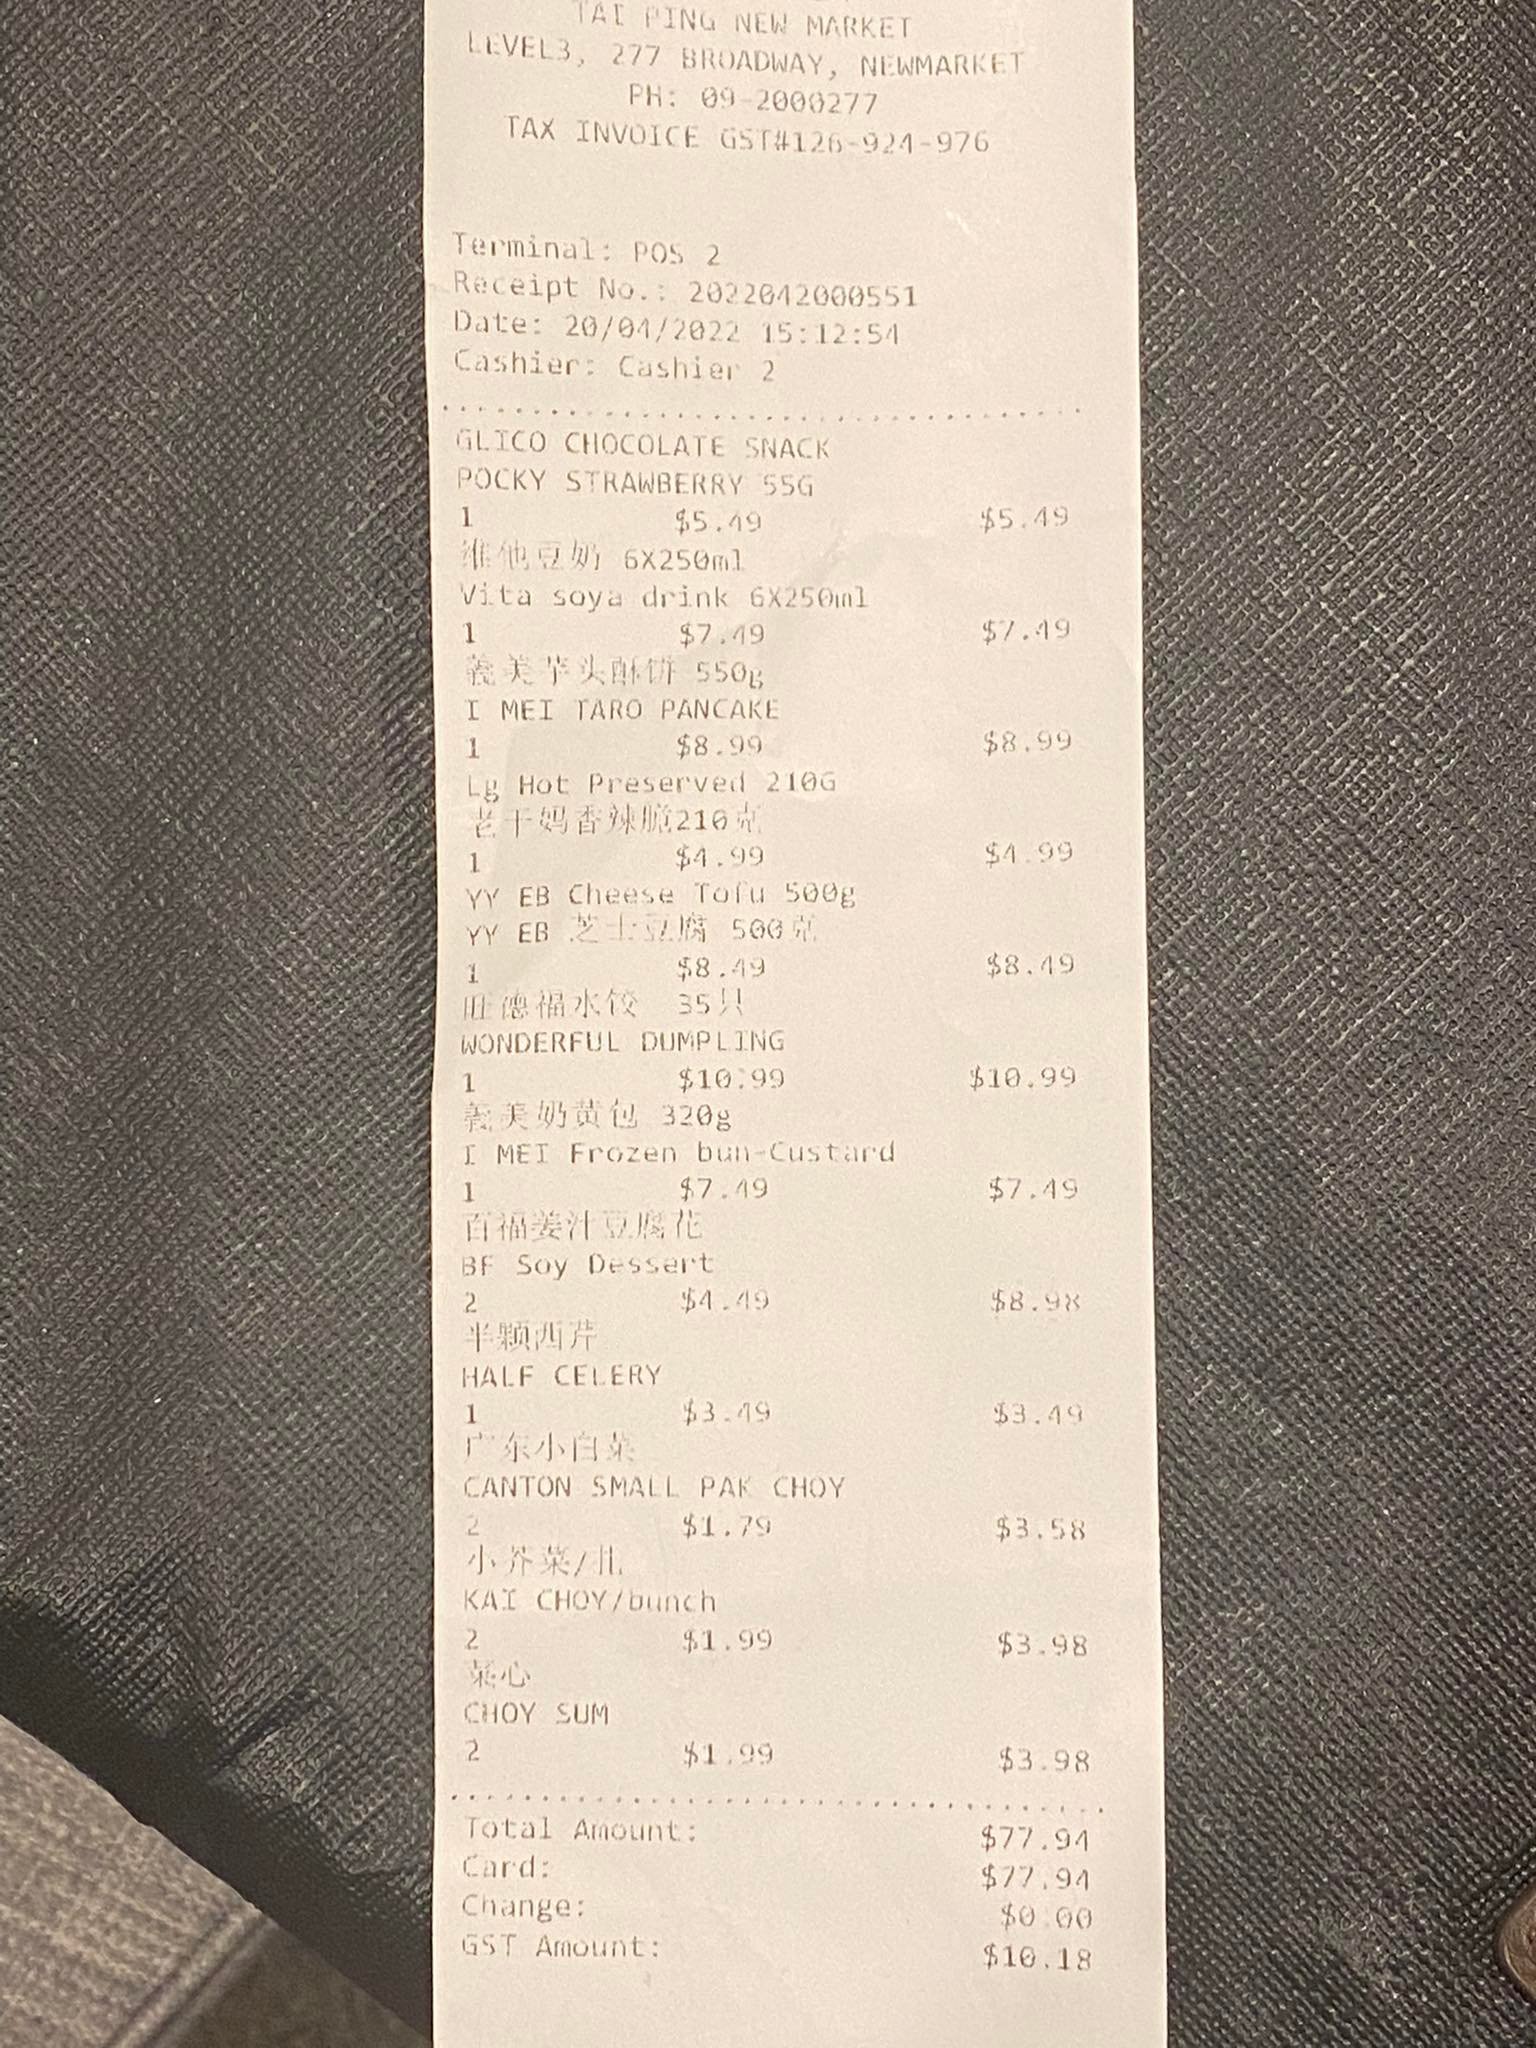 TAI PING NEW MARKET
LEVEL3, 277 BROADWAY, NEWMARKET
PH: 09-2000277
TAX INVOICE GST#126-924-976
Terminal: POS 2
Receipt No.: 2022042000551
Date: 20/04/2022 15:12:54
Cashier: Cashier 2
GLICO CHOCOLATE SNACK
POCKY STRAWBERRY 55G
1 $5.49 $5.49
维他豆奶 6X250ml
Vita soya drink 6X250ml
1 $7.49 $7.49
義美芋头酥饼 550g
I MEI TARO PANCAKE
1 $8.99 $8.99
Lg Hot Preserved 210G
老干妈香辣脆210克
1 $4.99 $4.99
YY EB Cheese Tofu 500g
YY EB 芝士豆腐 500克
1 $8.49 $8.49
旺德福水饺 35只
WONDERFUL DUMPLING
1 $10.99 $10.99
義美奶黄包 320g
I MEI Frozen bun-Custard
1 $7.49 $7.49
百福姜汁豆腐花
BF Soy Dessert
2 $4.49 $8.98
半颗西芹
HALF CELERY
1 $3.49 $3.49
广东小白菜
CANTON SMALL PAK CHOY
2 $1.79 $3.58
小芥菜/扎
KAI CHOY/bunch
2 $1.99 $3.98
菜心
CHOY SUM
2 $1.99 $3.98
Total Amount: $77.94
Card: $77.94
Change: $0.00
GST Amount: $10.18